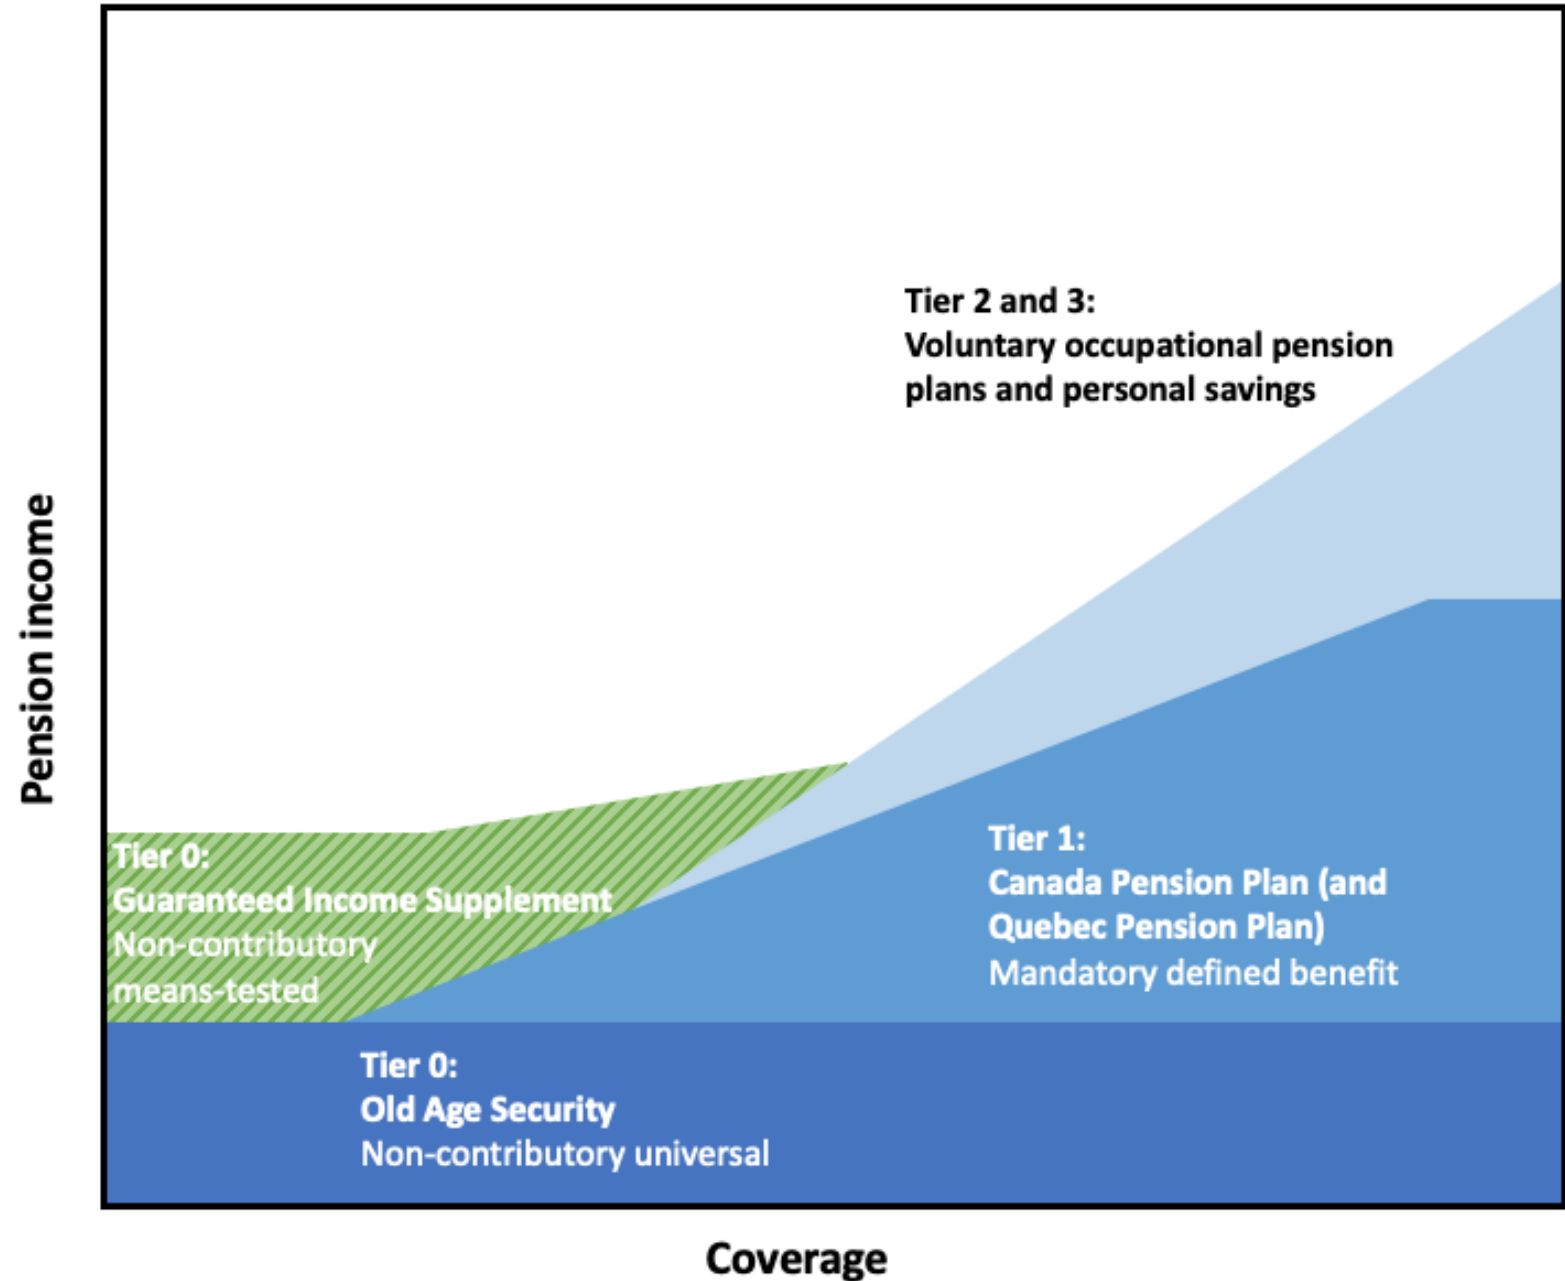 Pension income
Tier 2 and 3:
Voluntary occupational pension
plans and personal savings
Tier 0:
Guaranteed Income Supplement
Non-contributory
means-tested
Tier 1:
Canada Pension Plan (and
Quebec Pension Plan)
Mandatory defined benefit
Tier 0:
Old Age Security
Non-contributory universal
Coverage